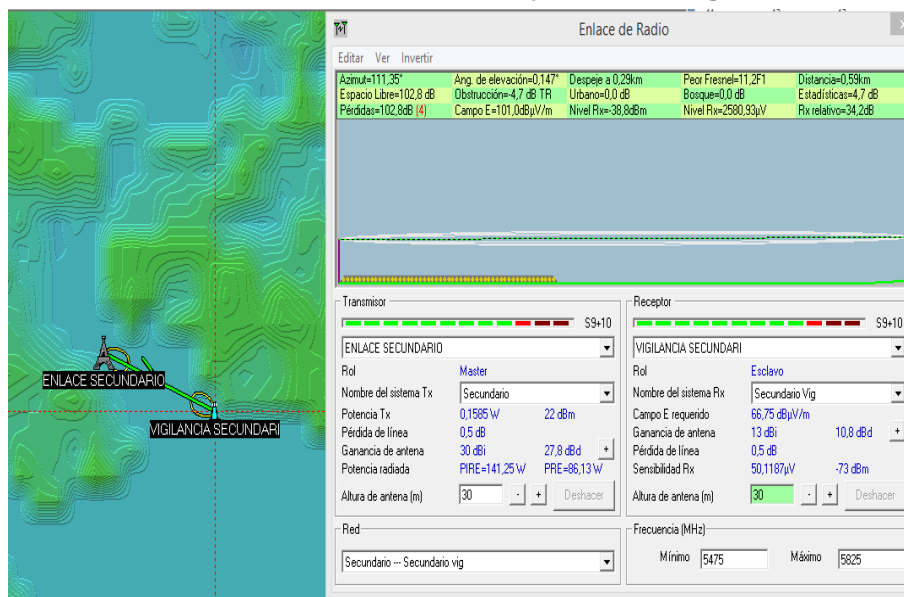 Enlace de Radio
Editar Ver Invertir
Azimut=111,35° Ang. de elevación=0,147° Despeje a 0,29km Peor Fresnel=11,2F1 Distancia=0,59km
Espacio Libre=102,8 dB Obstrucción=-4,7 dB TR Urbano=0,0 dB Bosque=0,0 dB Estadísticas=4,7 dB
Pérdidas=102,8dB (4) Campo E=101,0dBµV/m Nivel Rx=-38,8dBm Nivel Rx=2580,93µV Rx relativo=34,2dB
ENLACE SECUNDARIO
VIGILANCIA SECUNDARI
Transmisor
S9+10
ENLACE SECUNDARIO
Rol Master
Nombre del sistema Tx Secundario
Potencia Tx 0,1585 W 22 dBm
Pérdida de línea 0,5 dB
Ganancia de antena 30 dBi 27,8 dBd +
Potencia radiada PIRE=141,25 W PRE=86,13 W
Altura de antena (m) 30 - + Deshacer
Red
Secundario --- Secundario vig
Receptor
S9+10
VIGILANCIA SECUNDARI
Rol Esclavo
Nombre del sistema Rx Secundario Vig
Campo E requerido 66,75 dBµV/m
Ganancia de antena 13 dBi 10,8 dBd +
Pérdida de línea 0,5 dB
Sensibilidad Rx 50,1187µV -73 dBm
Altura de antena (m) 30 - + Deshacer
Frecuencia (MHz)
Mínimo 5475 Máximo 5825